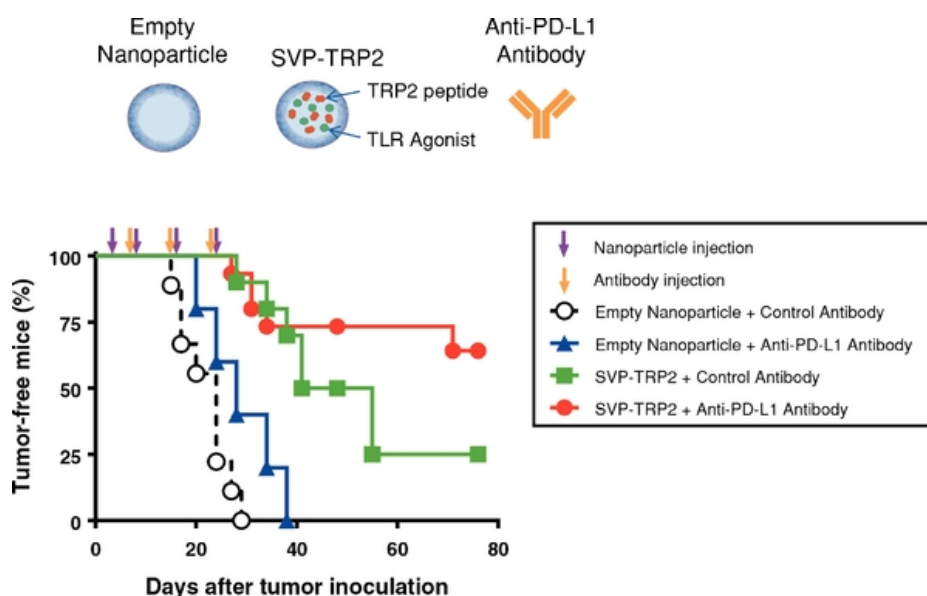 Empty
Nanoparticle
SVP-TRP2
Anti-PD-L1
Antibody
TRP2 peptide
TLR Agonist
Tumor-free mice (%)
100
75
50
25
0
0 20 40 60 80
Days after tumor inoculation
Nanoparticle injection
Antibody injection
Empty Nanoparticle + Control Antibody
Empty Nanoparticle + Anti-PD-L1 Antibody
SVP-TRP2 + Control Antibody
SVP-TRP2 + Anti-PD-L1 Antibody